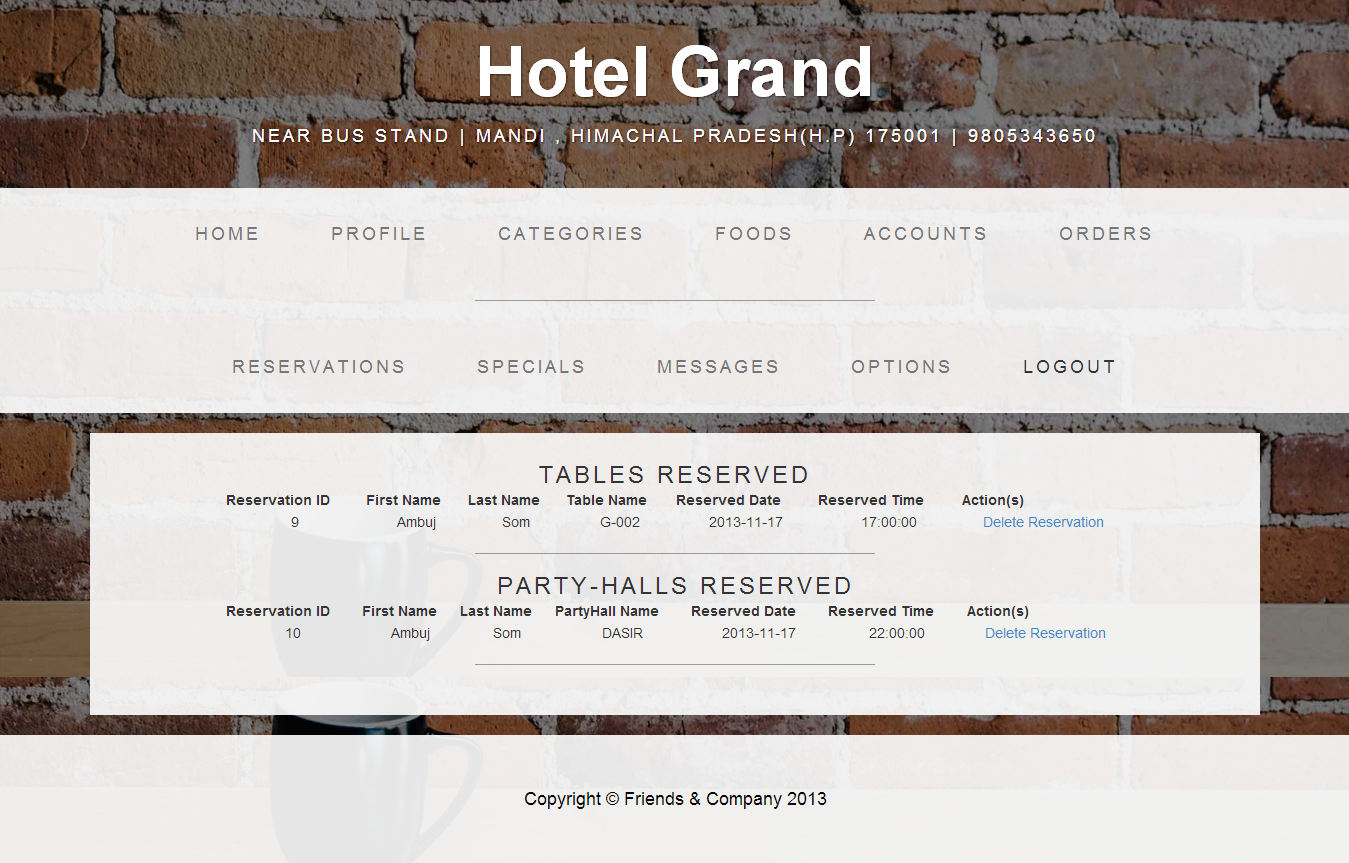 Hotel Grand
NEAR BUS STAND | MANDI , HIMACHAL PRADESH(H.P) 175001 | 9805343650
HOME PROFILE CATEGORIES FOODS ACCOUNTS ORDERS
RESERVATIONS SPECIALS MESSAGES OPTIONS LOGOUT
TABLES RESERVED
Reservation ID First Name Last Name Table Name Reserved Date Reserved Time Action(s)
9 Ambuj Som G-002 2013-11-17 17:00:00 Delete Reservation
PARTY-HALLS RESERVED
Reservation ID First Name Last Name PartyHall Name Reserved Date Reserved Time Action(s)
10 Ambuj Som DASIR 2013-11-17 22:00:00 Delete Reservation
Copyright © Friends & Company 2013